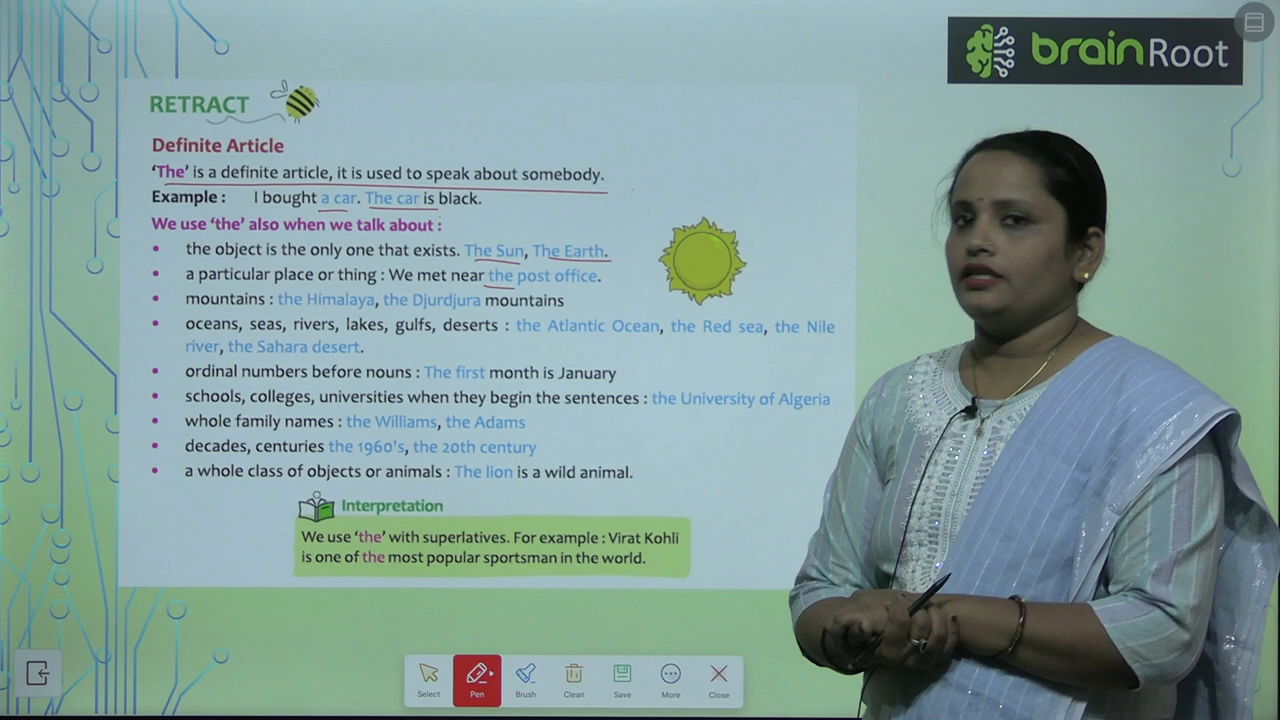 brainRoot
RETRACT
Definite Article
'The' is a definite article, it is used to speak about somebody.
Example : I bought a car. The car is black.
We use 'the' also when we talk about :
• the object is the only one that exists. The Sun, The Earth.
• a particular place or thing : We met near the post office.
• mountains : the Himalaya, the Djurdjura mountains
• oceans, seas, rivers, lakes, gulfs, deserts : the Atlantic Ocean, the Red sea, the Nile
river, the Sahara desert.
• ordinal numbers before nouns : The first month is January
• schools, colleges, universities when they begin the sentences : the University of Algeria
• whole family names : the Williams, the Adams
• decades, centuries the 1960's, the 20th century
• a whole class of objects or animals : The lion is a wild animal.
Interpretation
We use 'the' with superlatives. For example : Virat Kohli
is one of the most popular sportsman in the world.
Select Pen Brush Clean Save More Close